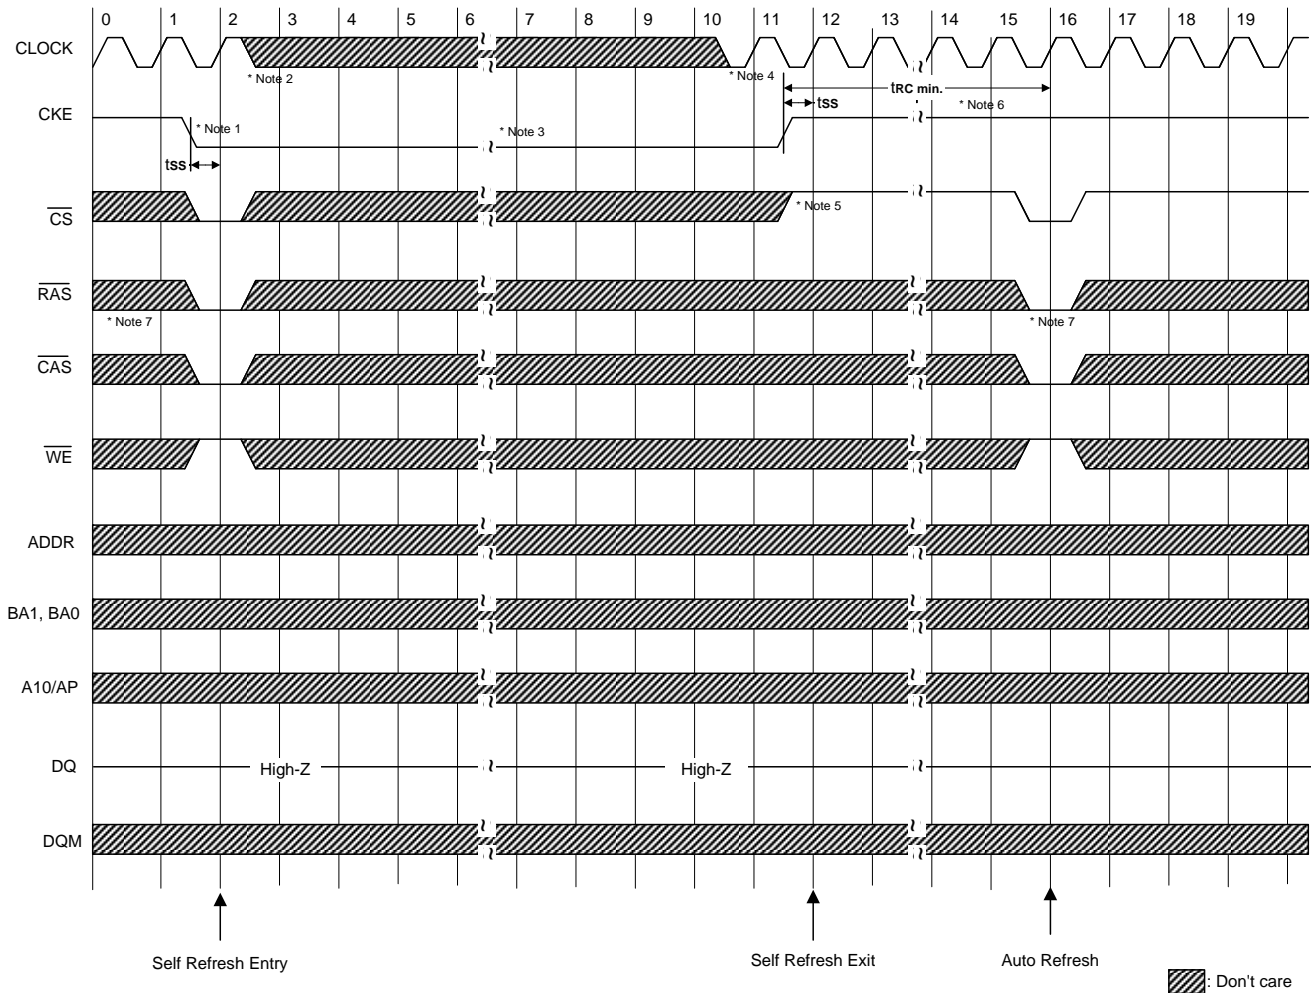 0 1 2 3 4 5 6 7 8 9 10 11 12 13 14 15 16 17 18 19
CLOCK
* Note 2
* Note 4
tRC min.
tSS
* Note 6
CKE
* Note 1
* Note 3
tSS
CS
* Note 5
RAS
* Note 7
* Note 7
CAS
WE
ADDR
BA1, BA0
A10/AP
DQ
High-Z
High-Z
DQM
Self Refresh Entry
Self Refresh Exit
Auto Refresh
: Don't care